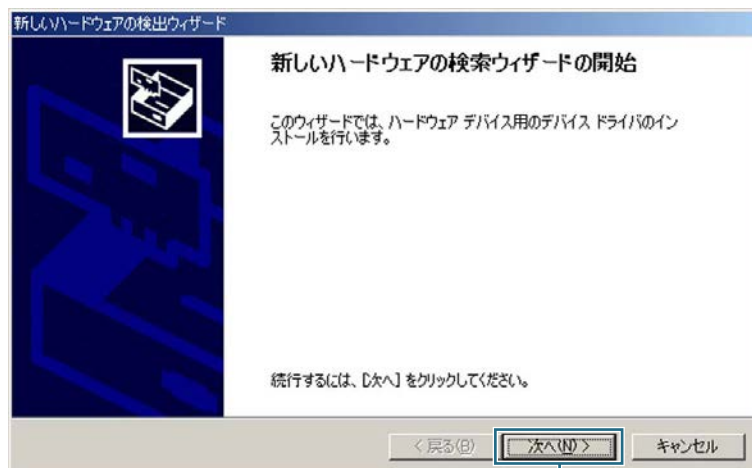 新しいハードウェアの検出ウィザード
新しいハードウェアの検索ウィザードの開始
このウィザードでは、ハードウェア デバイス用のデバイス ドライバのイン
ストールを行います。
続行するには、[次へ] をクリックしてください。
< 戻る(B)
次へ(N) >
キャンセル